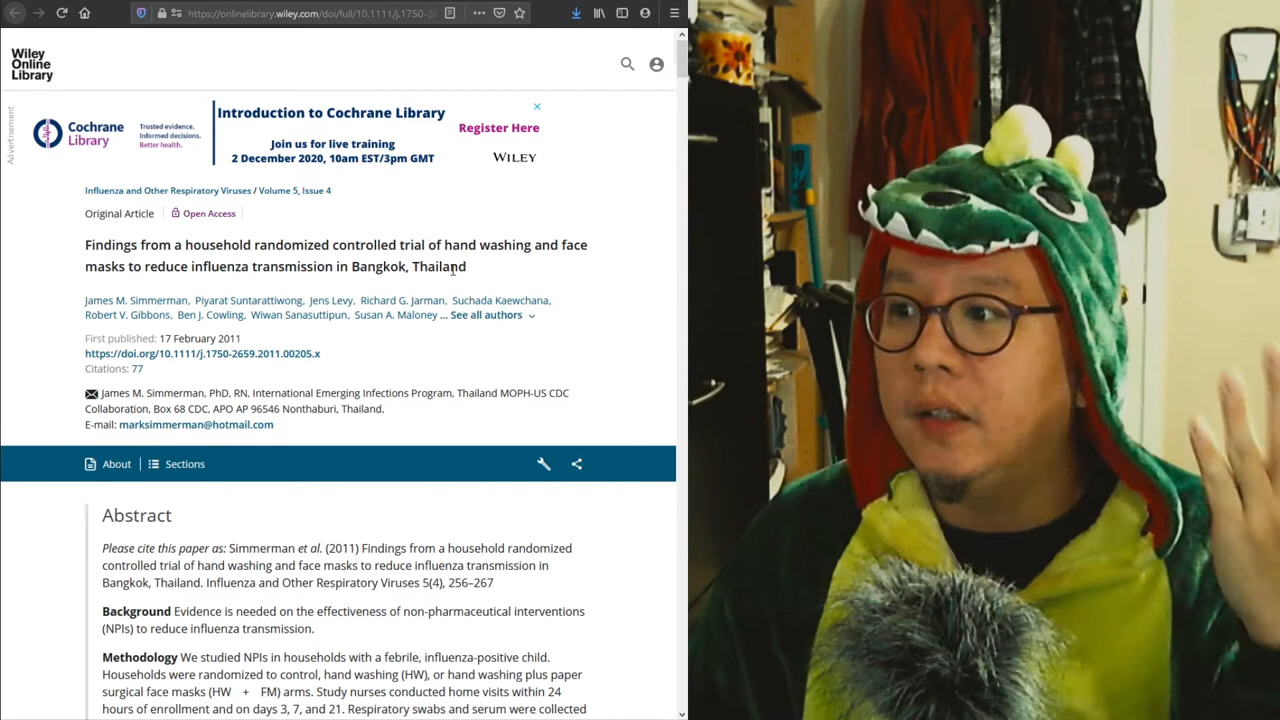 https://onlinelibrary.wiley.com/doi/full/10.1111/j.1750-2
Wiley
Online
Library
Advertisement
Cochrane
Library
Trusted evidence.
Informed decisions.
Better health.
Introduction to Cochrane Library
Join us for live training
2 December 2020, 10am EST/3pm GMT
Register Here
WILEY
Influenza and Other Respiratory Viruses / Volume 5, Issue 4
Original Article
Open Access
Findings from a household randomized controlled trial of hand washing and face
masks to reduce influenza transmission in Bangkok, Thailand
James M. Simmerman, Piyarat Suntarattiwong, Jens Levy, Richard G. Jarman, Suchada Kaewchana,
Robert V. Gibbons, Ben J. Cowling, Wiwan Sanasuttipun, Susan A. Maloney ... See all authors
First published: 17 February 2011
https://doi.org/10.1111/j.1750-2659.2011.00205.x
Citations: 77
James M. Simmerman, PhD, RN, International Emerging Infections Program, Thailand MOPH-US CDC
Collaboration, Box 68 CDC, APO AP 96546 Nonthaburi, Thailand.
E-mail: marksimmerman@hotmail.com
About
Sections
Abstract
Please cite this paper as: Simmerman et al. (2011) Findings from a household randomized
controlled trial of hand washing and face masks to reduce influenza transmission in
Bangkok, Thailand. Influenza and Other Respiratory Viruses 5(4), 256–267
Background Evidence is needed on the effectiveness of non-pharmaceutical interventions
(NPIs) to reduce influenza transmission.
Methodology We studied NPIs in households with a febrile, influenza-positive child.
Households were randomized to control, hand washing (HW), or hand washing plus paper
surgical face masks (HW + FM) arms. Study nurses conducted home visits within 24
hours of enrollment and on days 3, 7, and 21. Respiratory swabs and serum were collected